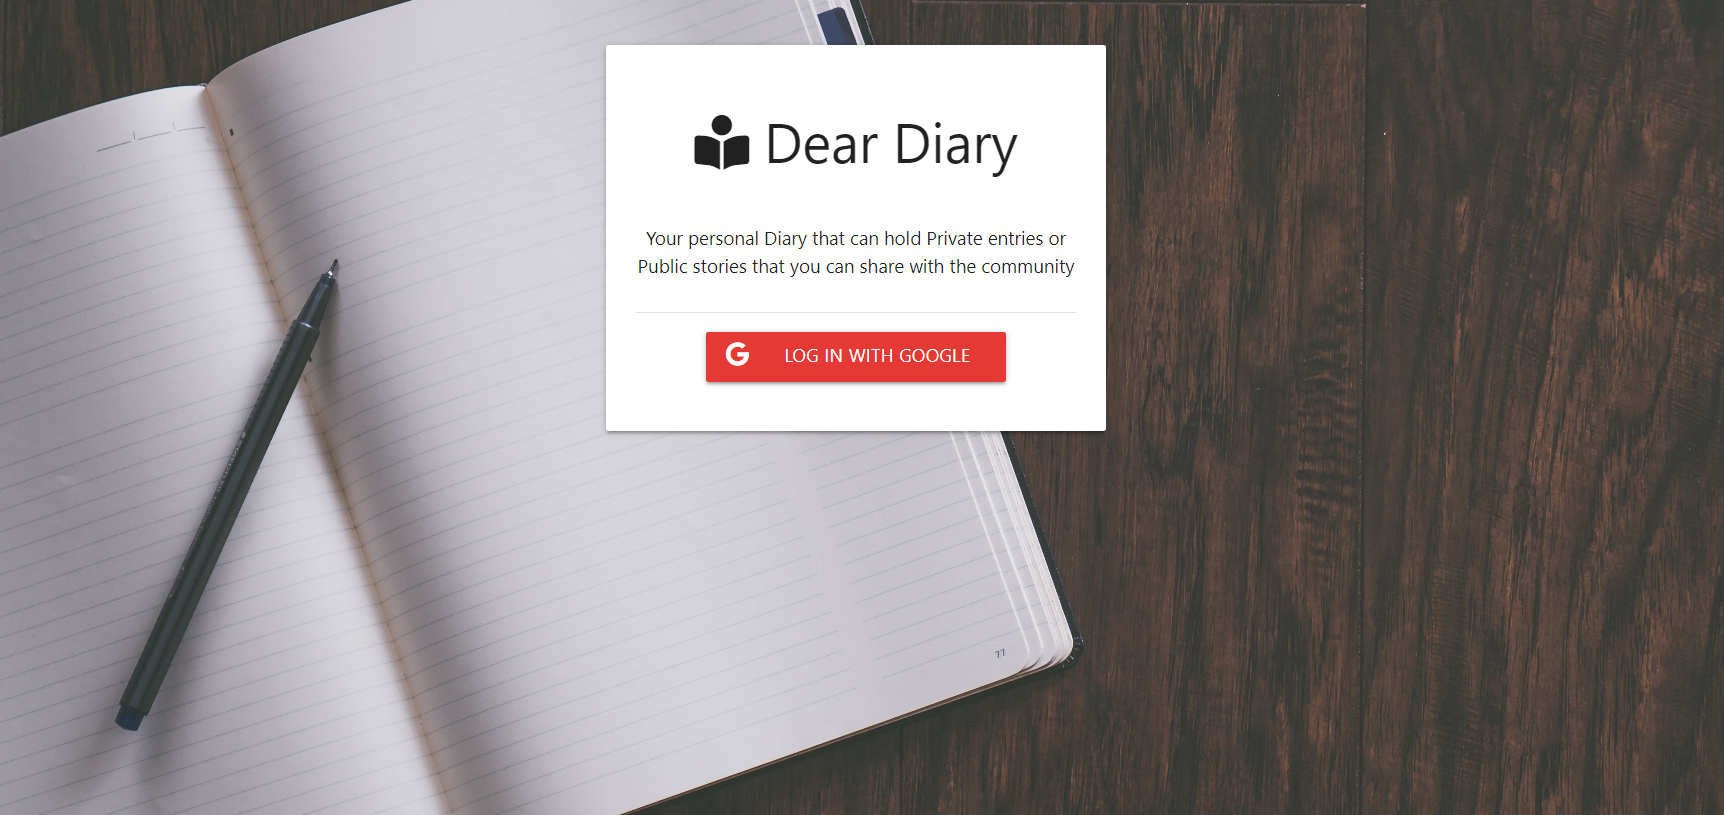 Dear Diary
Your personal Diary that can hold Private entries or
Public stories that you can share with the community
G LOG IN WITH GOOGLE
77